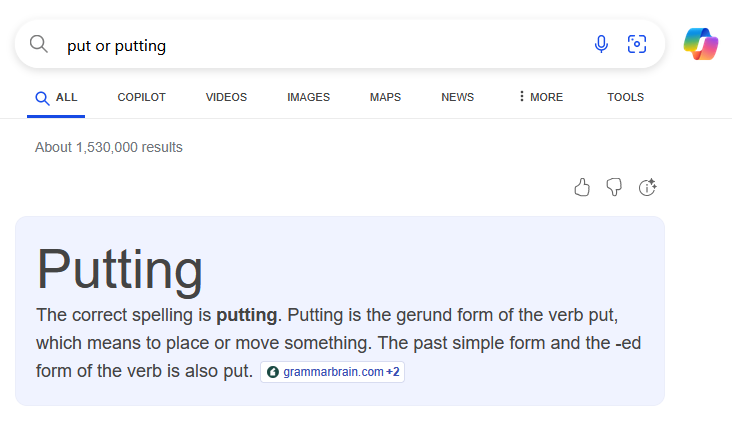 put or putting
ALL COPILOT VIDEOS IMAGES MAPS NEWS MORE TOOLS
About 1,530,000 results
Putting
The correct spelling is putting. Putting is the gerund form of the verb put,
which means to place or move something. The past simple form and the -ed
form of the verb is also put. grammarbrain.com +2